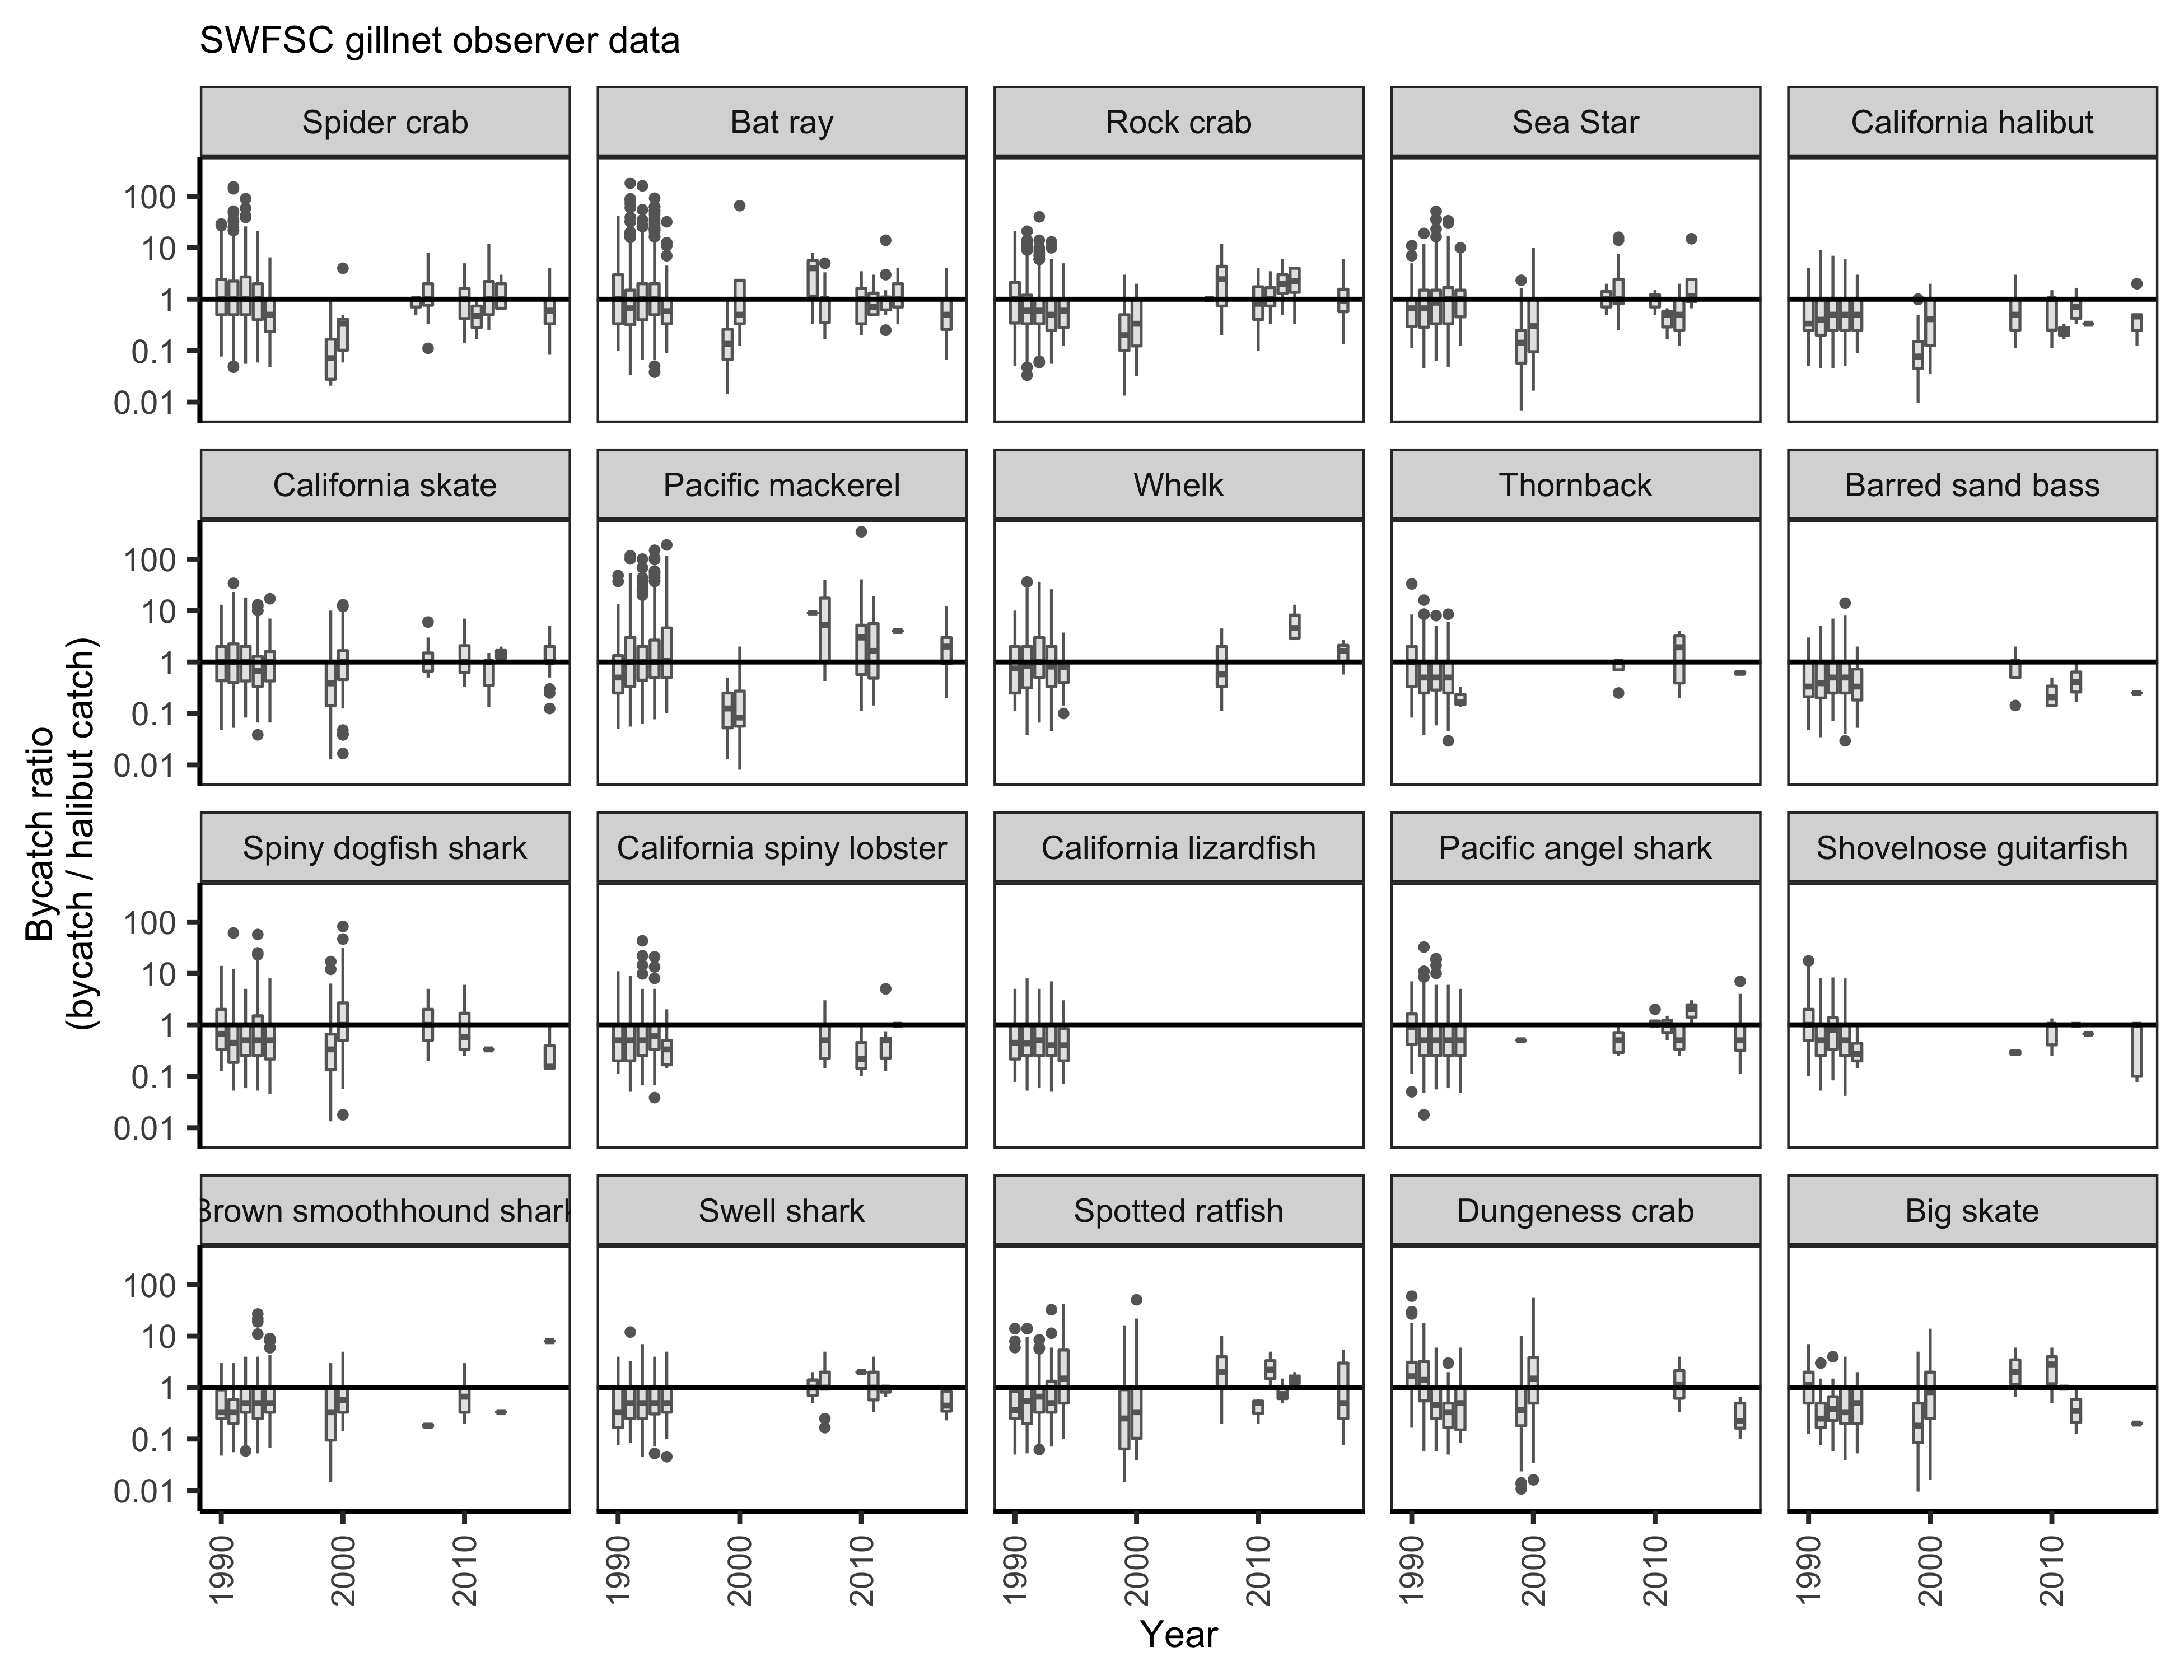 SWFSC gillnet observer data
Spider crab
Bat ray
Rock crab
Sea Star
California halibut
100
10
1
0.1
0.01
California skate
Pacific mackerel
Whelk
Thornback
Barred sand bass
100
10
1
0.1
0.01
Spiny dogfish shark
California spiny lobster
California lizardfish
Pacific angel shark
Shovelnose guitarfish
100
10
1
0.1
0.01
Brown smoothhound shark
Swell shark
Spotted ratfish
Dungeness crab
Big skate
100
10
1
0.1
0.01
Bycatch ratio
(bycatch / halibut catch)
1990
2000
2010
1990
2000
2010
1990
2000
2010
1990
2000
2010
1990
2000
2010
Year